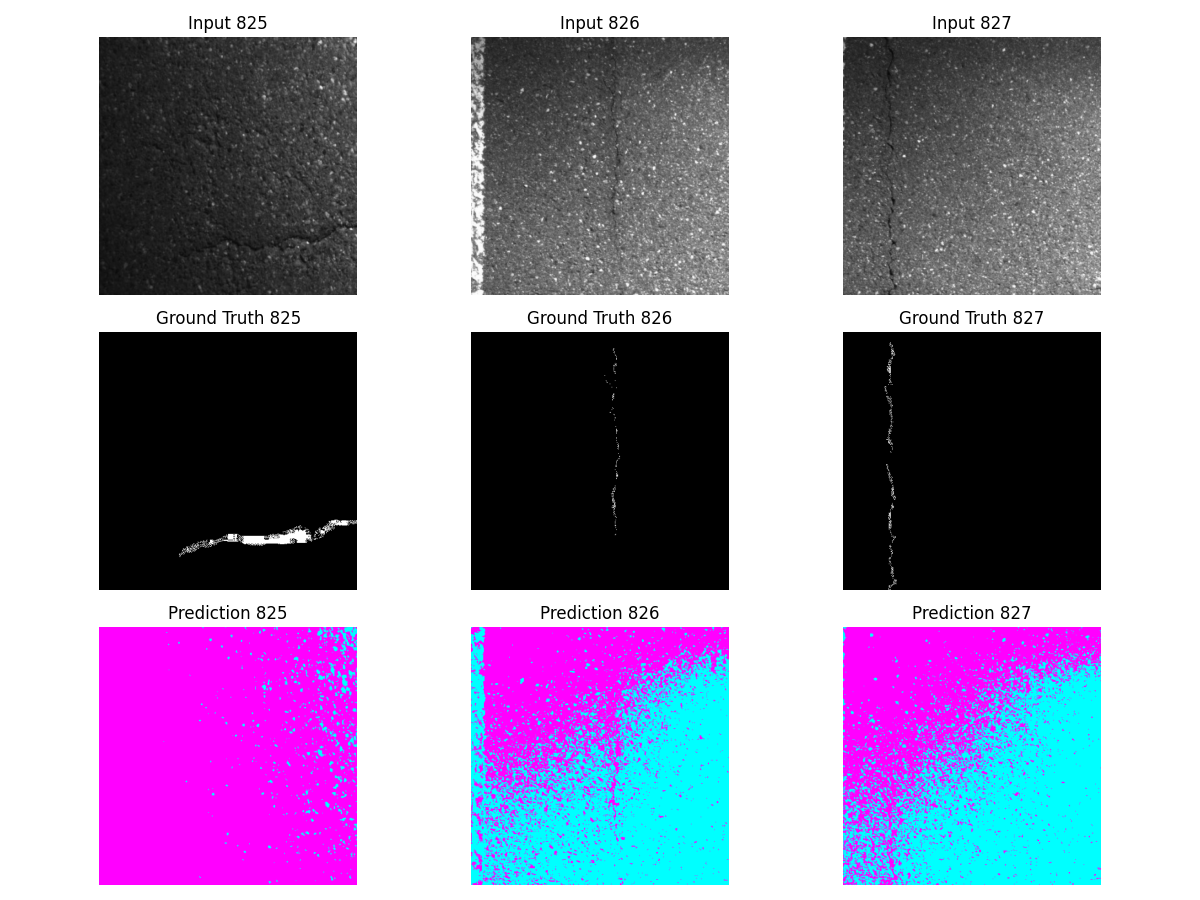 Input 825
Input 826
Input 827
Ground Truth 825
Ground Truth 826
Ground Truth 827
Prediction 825
Prediction 826
Prediction 827